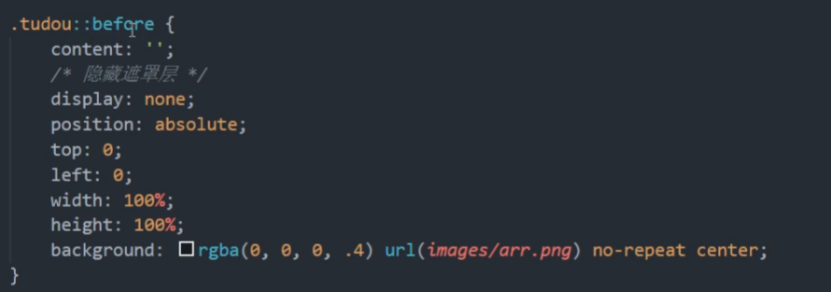 .tudou::before {
content: '';
/* 隐藏遮罩层 */
display: none;
position: absolute;
top: 0;
left: 0;
width: 100%;
height: 100%;
background: rgba(0, 0, 0, .4) url(images/arr.png) no-repeat center;
}